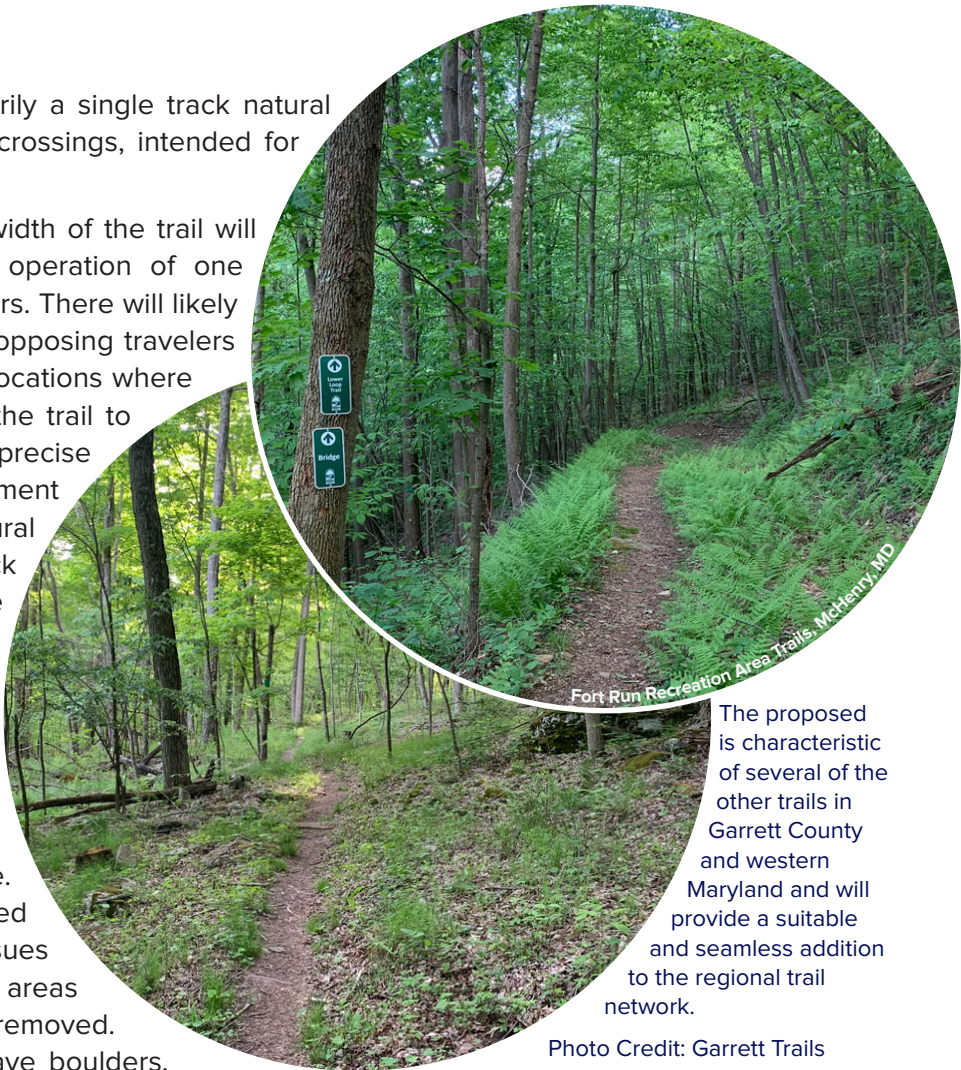 rily a single track natural
crossings, intended for
width of the trail will
operation of one
rs. There will likely
opposing travelers
ocations where
the trail to
precise
ment
ural
ck
e.
ed
sues
areas
removed.
ave boulders.
Lower
Loop
Trail
Bridge
Fort Run Recreation Area Trails, McHenry, MD
The proposed
is characteristic
of several of the
other trails in
Garrett County
and western
Maryland and will
provide a suitable
and seamless addition
to the regional trail
network.
Photo Credit: Garrett Trails